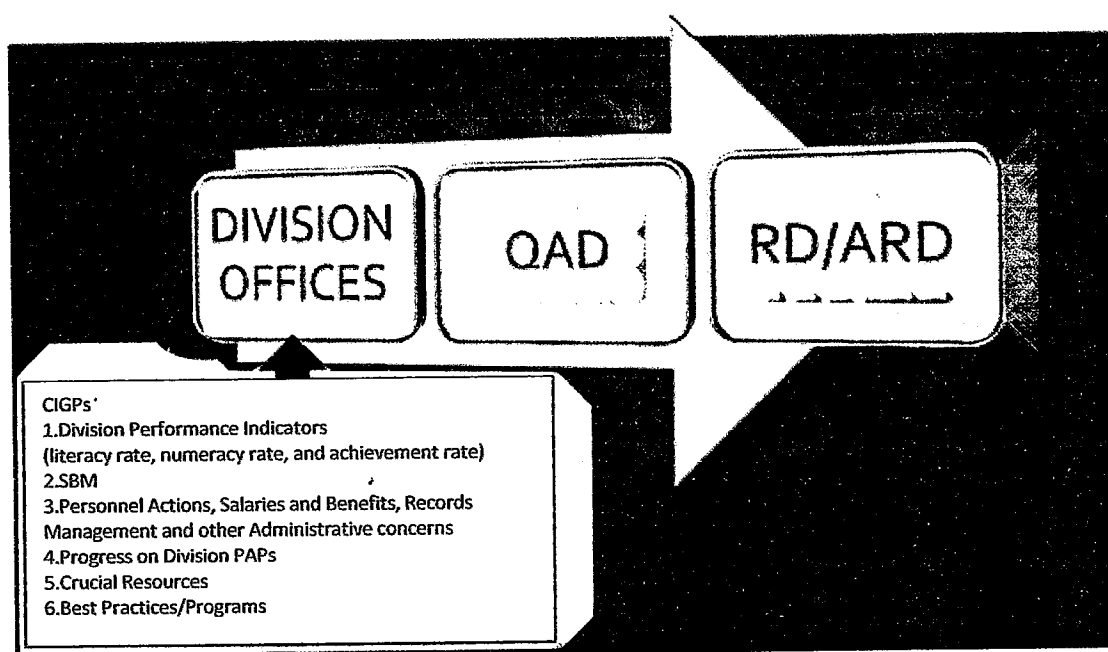 DIVISION
OFFICES
QAD
RD/ARD
CIGPs
1.Division Performance Indicators
(literacy rate, numeracy rate, and achievement rate)
2.SBM
3.Personnel Actions, Salaries and Benefits, Records
Management and other Administrative concerns
4.Progress on Division PAPs
5.Crucial Resources
6.Best Practices/Programs